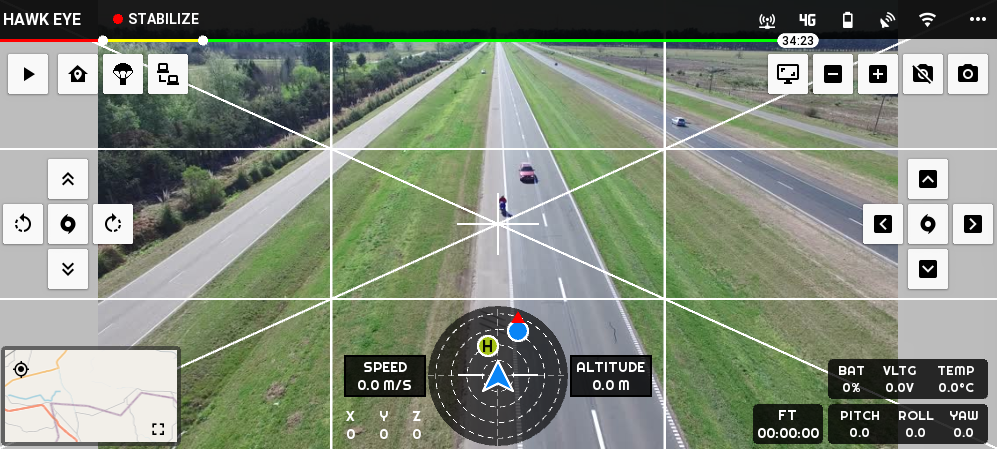 HAWK EYE
STABILIZE
4G
34:23
H
SPEED
0.0 M/S
ALTITUDE
0.0 M
X Y Z
0 0 0
BAT VLTG TEMP
0% 0.0V 0.0°C
FT
00:00:00
PITCH ROLL YAW
0.0 0.0 0.0